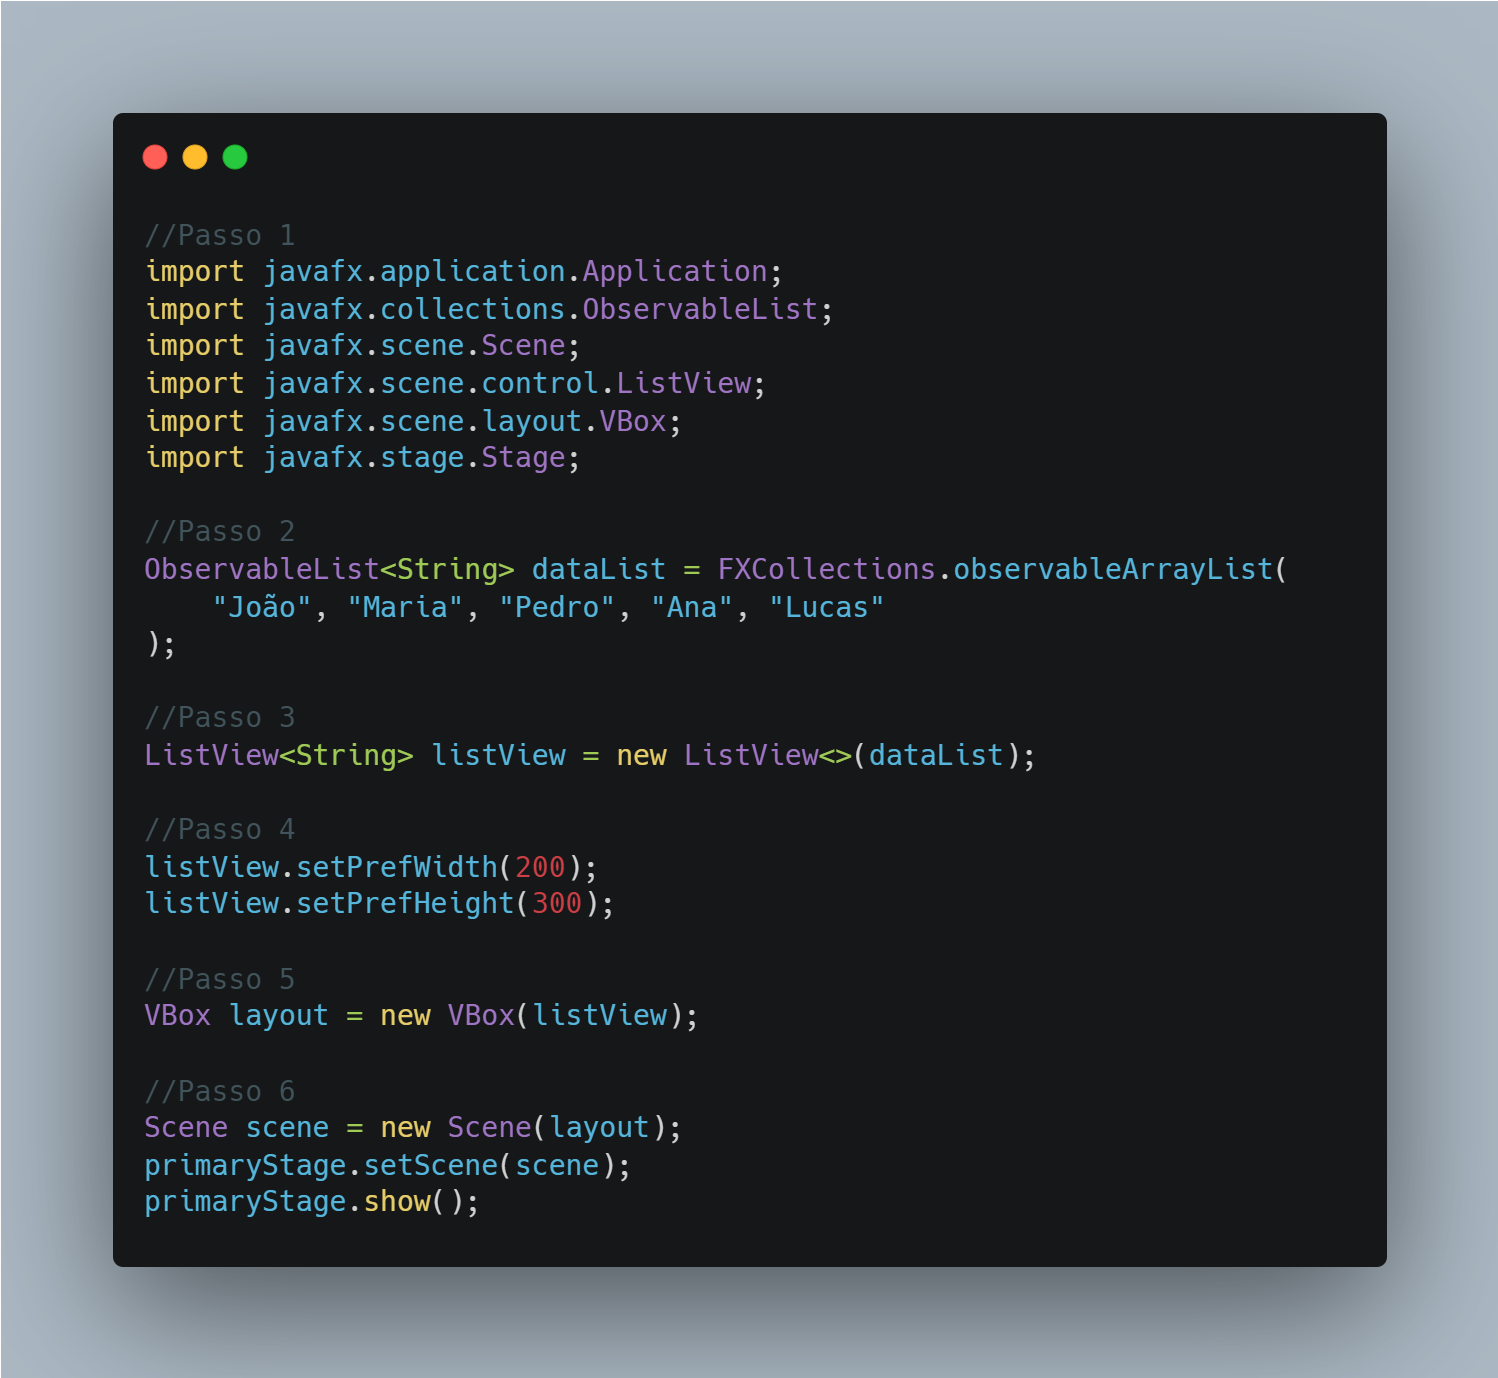 //Passo 1
import javafx.application.Application;
import javafx.collections.ObservableList;
import javafx.scene.Scene;
import javafx.scene.control.ListView;
import javafx.scene.layout.VBox;
import javafx.stage.Stage;

//Passo 2
ObservableList<String> dataList = FXCollections.observableArrayList(
    "João", "Maria", "Pedro", "Ana", "Lucas"
);

//Passo 3
ListView<String> listView = new ListView<>(dataList);

//Passo 4
listView.setPrefWidth(200);
listView.setPrefHeight(300);

//Passo 5
VBox layout = new VBox(listView);

//Passo 6
Scene scene = new Scene(layout);
primaryStage.setScene(scene);
primaryStage.show();